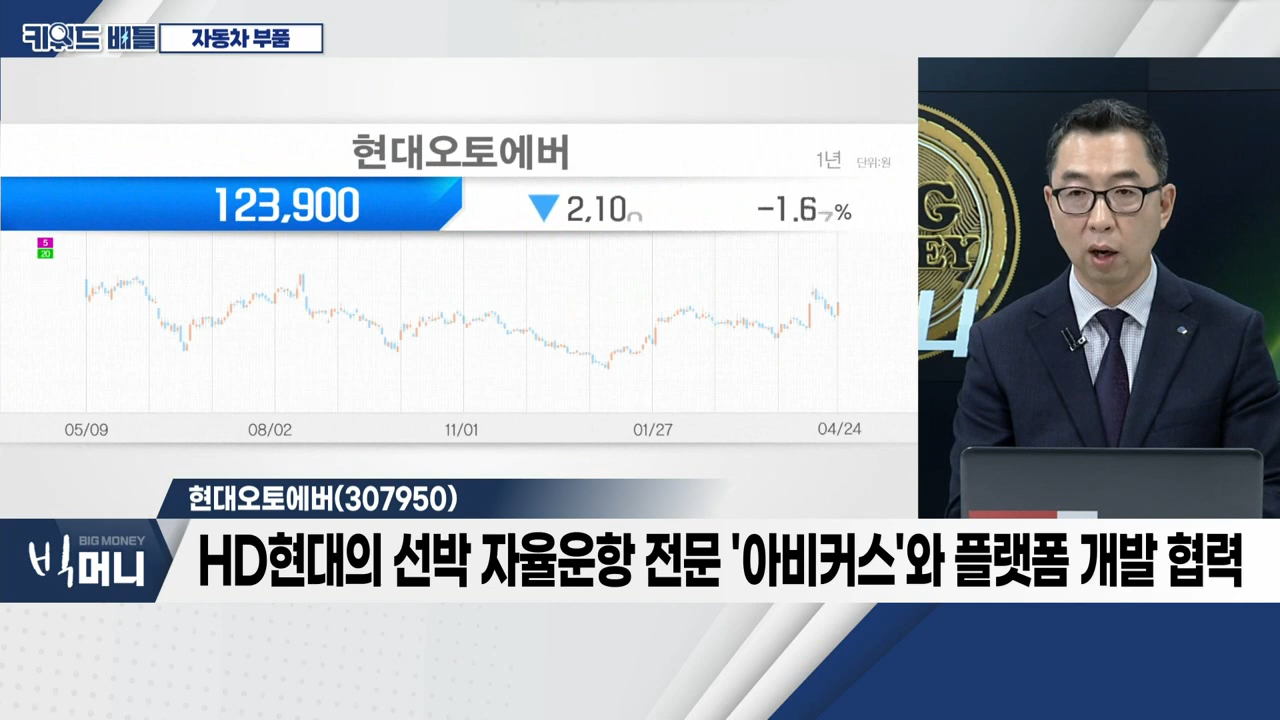 키워드 배틀
자동차 부품
현대오토에버
1년 단위:원
123,900 ▼ 2,100 -1.67%
5
20
05/09 08/02 11/01 01/27 04/24
현대오토에버(307950)
BIG MONEY
빅머니
HD현대의 선박 자율운항 전문 '아비커스'와 플랫폼 개발 협력